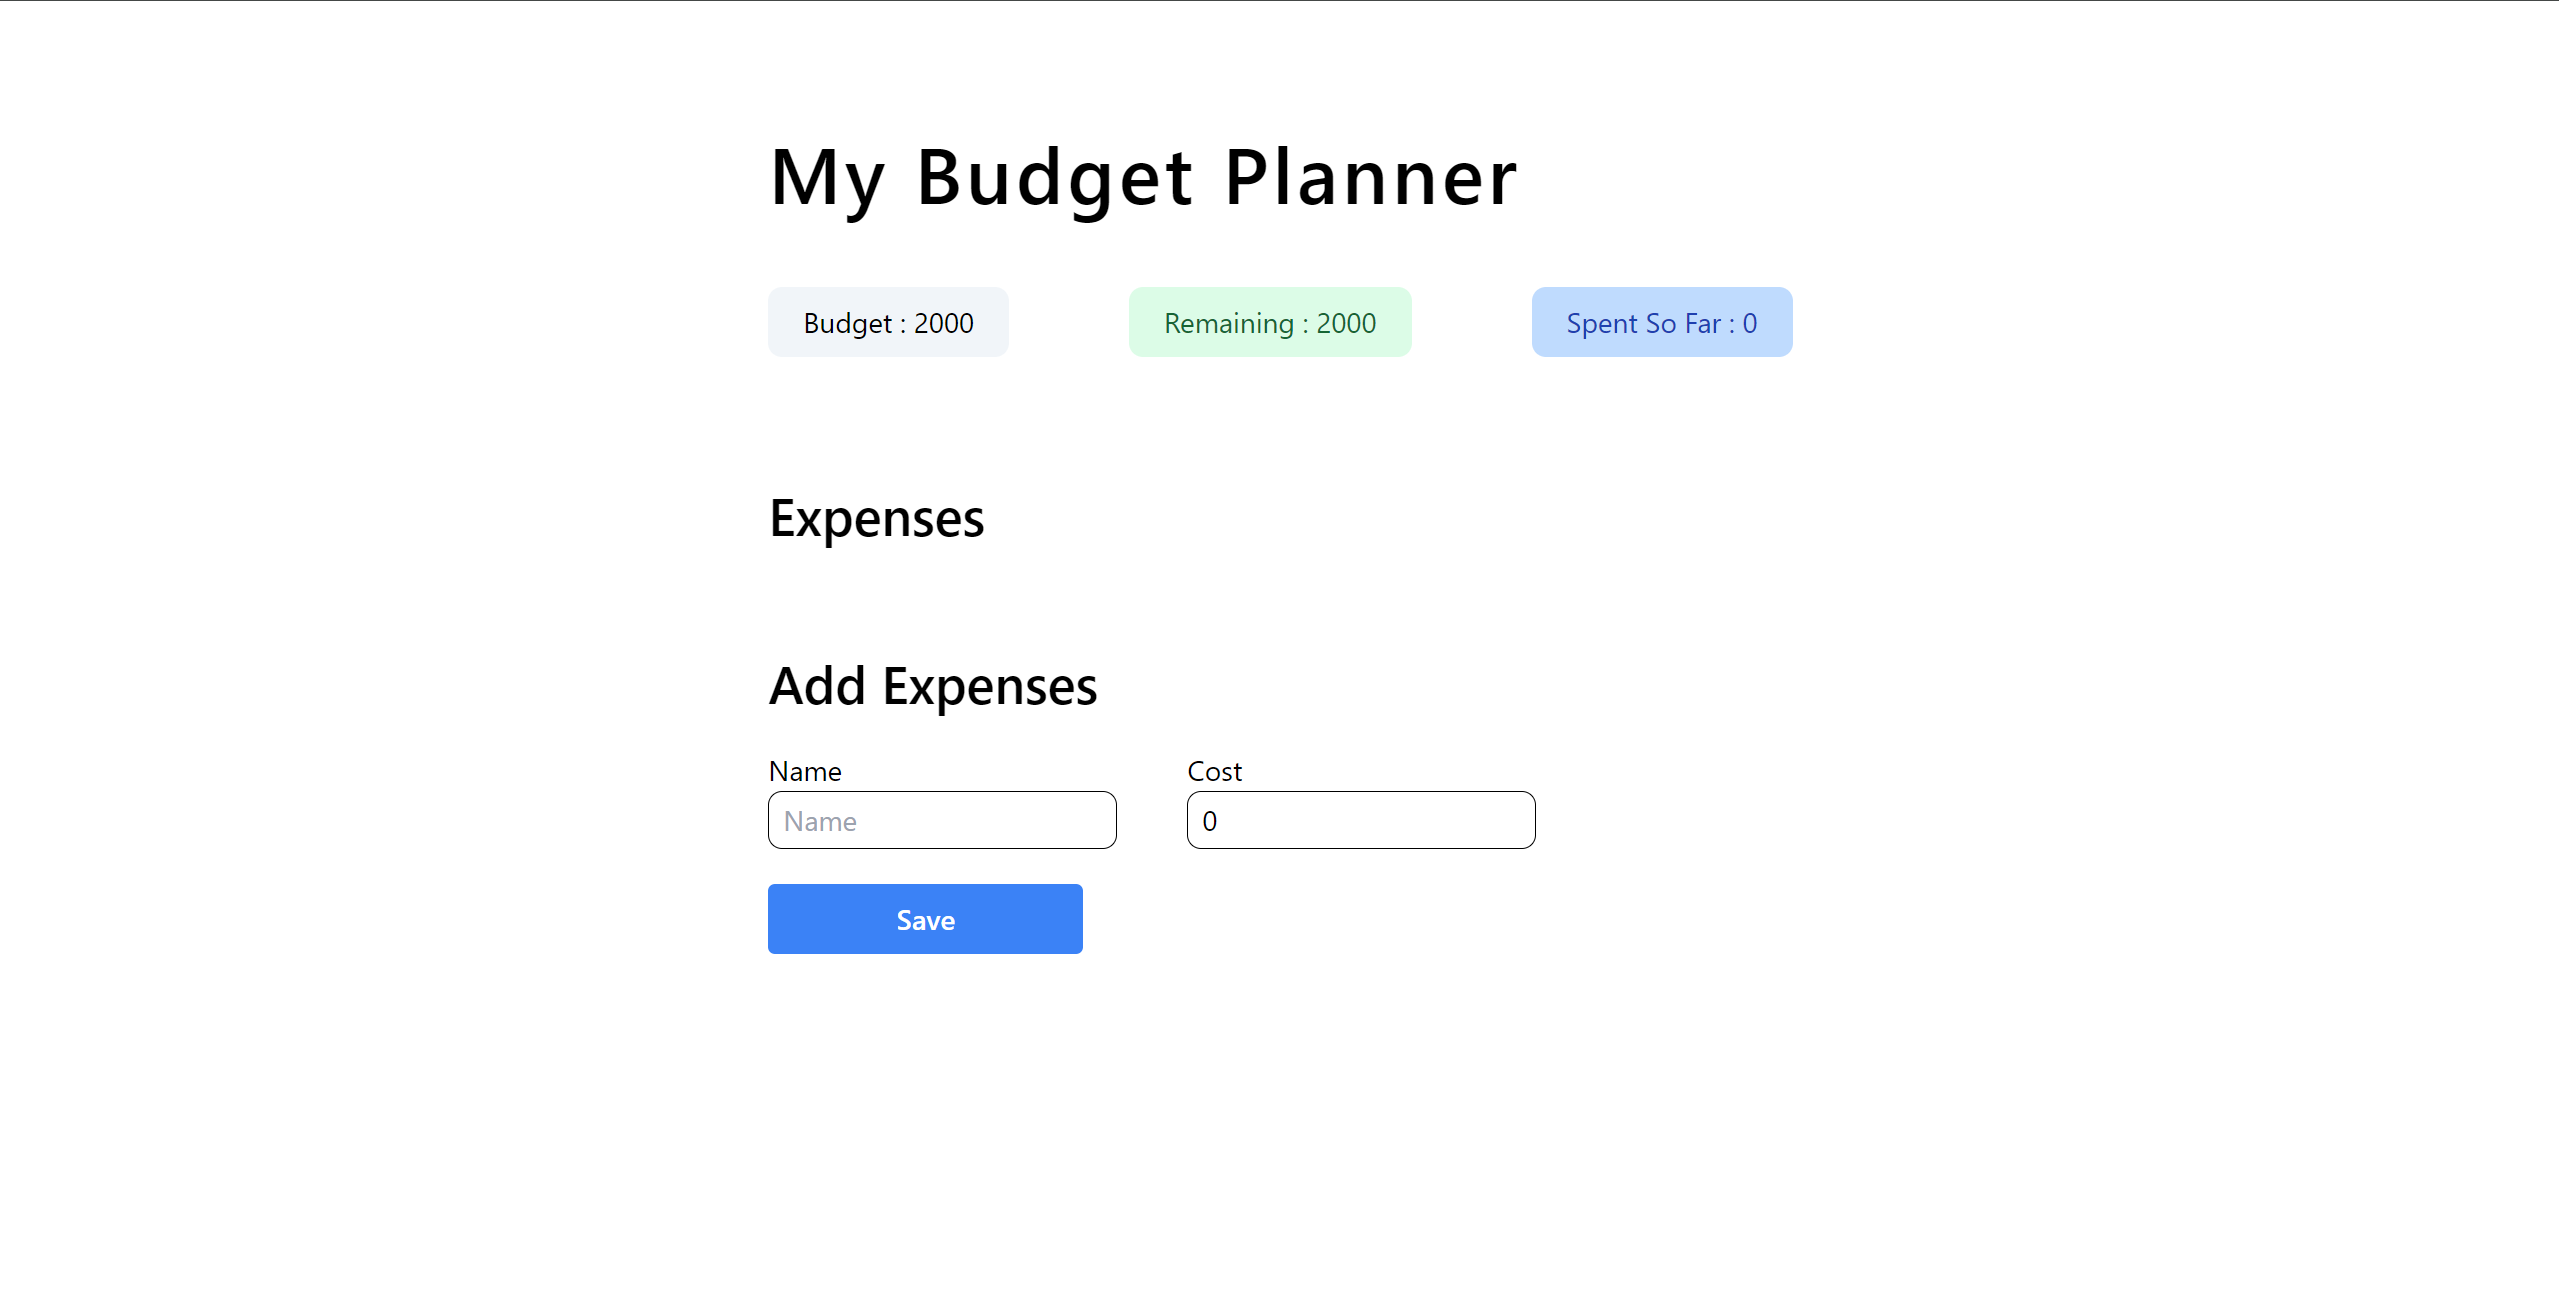 My Budget Planner
Budget : 2000 Remaining : 2000 Spent So Far : 0
Expenses
Add Expenses
Name Cost
Name 0
Save